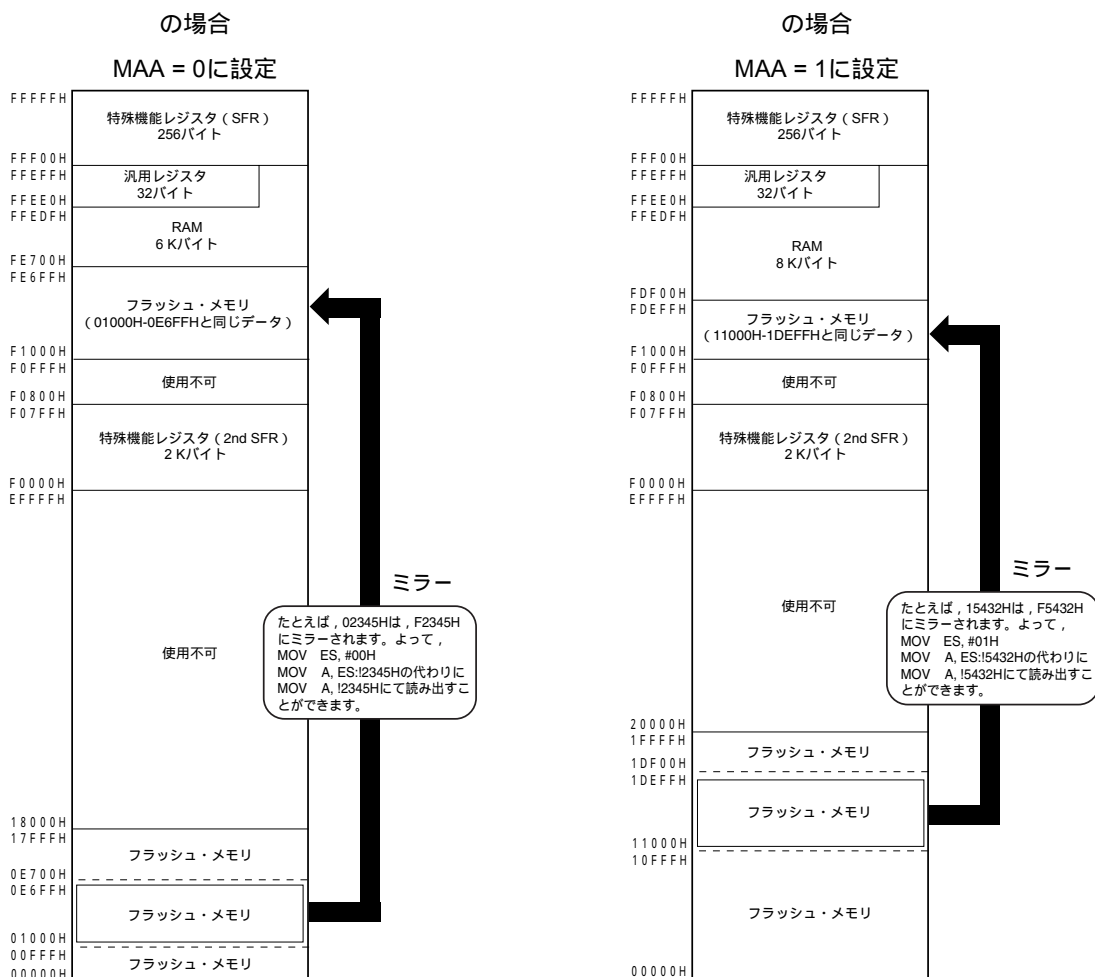 の場合
MAA = 0に設定
FFFFFH
特殊機能レジスタ（SFR）
256バイト
FFF00H
FFEFFH
汎用レジスタ
32バイト
FFEE0H
FFEDFH
RAM
6 Kバイト
FE700H
FE6FFH
フラッシュ・メモリ
（01000H-0E6FFHと同じデータ）
F1000H
F0FFFH
使用不可
F0800H
F07FFH
特殊機能レジスタ（2nd SFR）
2 Kバイト
F0000H
EFFFFH
ミラー
たとえば，02345Hは，F2345H
にミラーされます。よって，
MOV ES, #00H
MOV A, ES:!2345Hの代わりに
MOV A, !2345Hにて読み出すこ
とができます。
使用不可
18000H
17FFFH
フラッシュ・メモリ
0E700H
0E6FFH
フラッシュ・メモリ
01000H
00FFFH
フラッシュ・メモリ
00000H
の場合
MAA = 1に設定
FFFFFH
特殊機能レジスタ（SFR）
256バイト
FFF00H
FFEFFH
汎用レジスタ
32バイト
FFEE0H
FFEDFH
RAM
8 Kバイト
FDF00H
FDEFFH
フラッシュ・メモリ
（11000H-1DEFFHと同じデータ）
F1000H
F0FFFH
使用不可
F0800H
F07FFH
特殊機能レジスタ（2nd SFR）
2 Kバイト
F0000H
EFFFFH
ミラー
使用不可
たとえば，15432Hは，F5432H
にミラーされます。よって，
MOV ES, #01H
MOV A, ES:!5432Hの代わりに
MOV A, !5432Hにて読み出すこ
とができます。
20000H
1FFFFH
フラッシュ・メモリ
1DF00H
1DEFFH
フラッシュ・メモリ
11000H
10FFFH
フラッシュ・メモリ
00000H